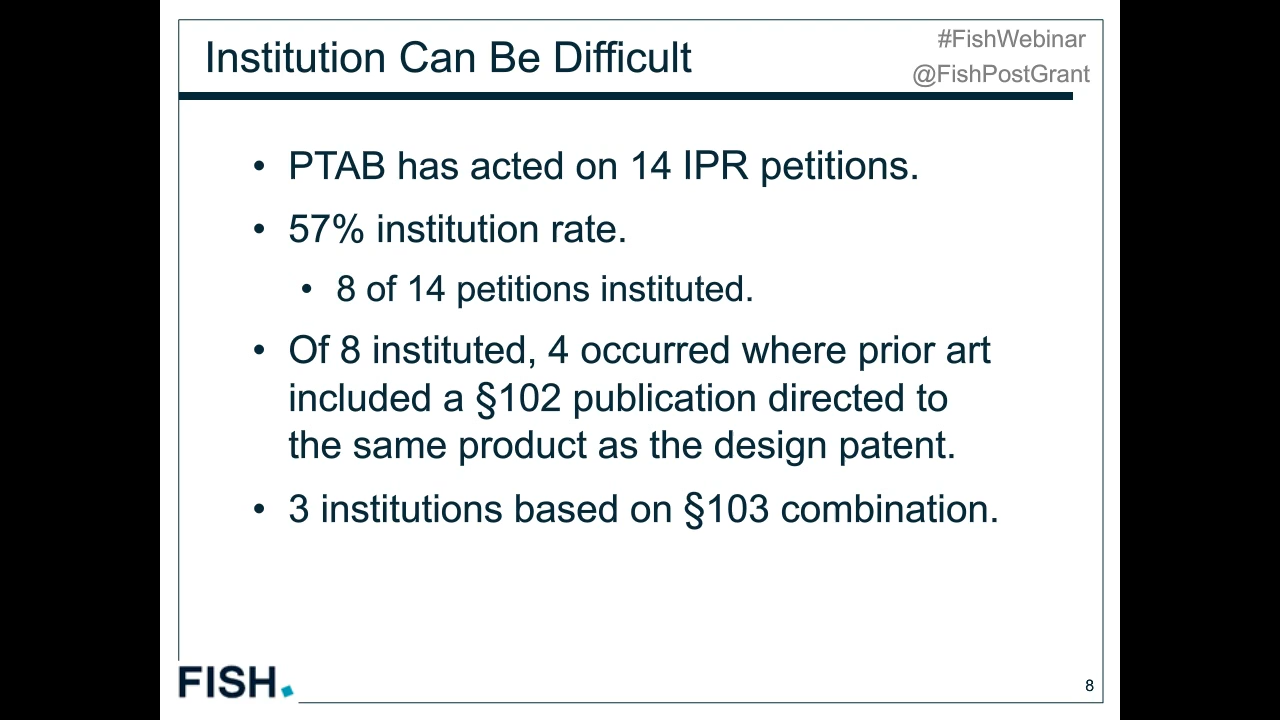 Institution Can Be Difficult
#FishWebinar
@FishPostGrant
• PTAB has acted on 14 IPR petitions.
• 57% institution rate.
• 8 of 14 petitions instituted.
• Of 8 instituted, 4 occurred where prior art
included a §102 publication directed to
the same product as the design patent.
• 3 institutions based on §103 combination.
FISH.
8